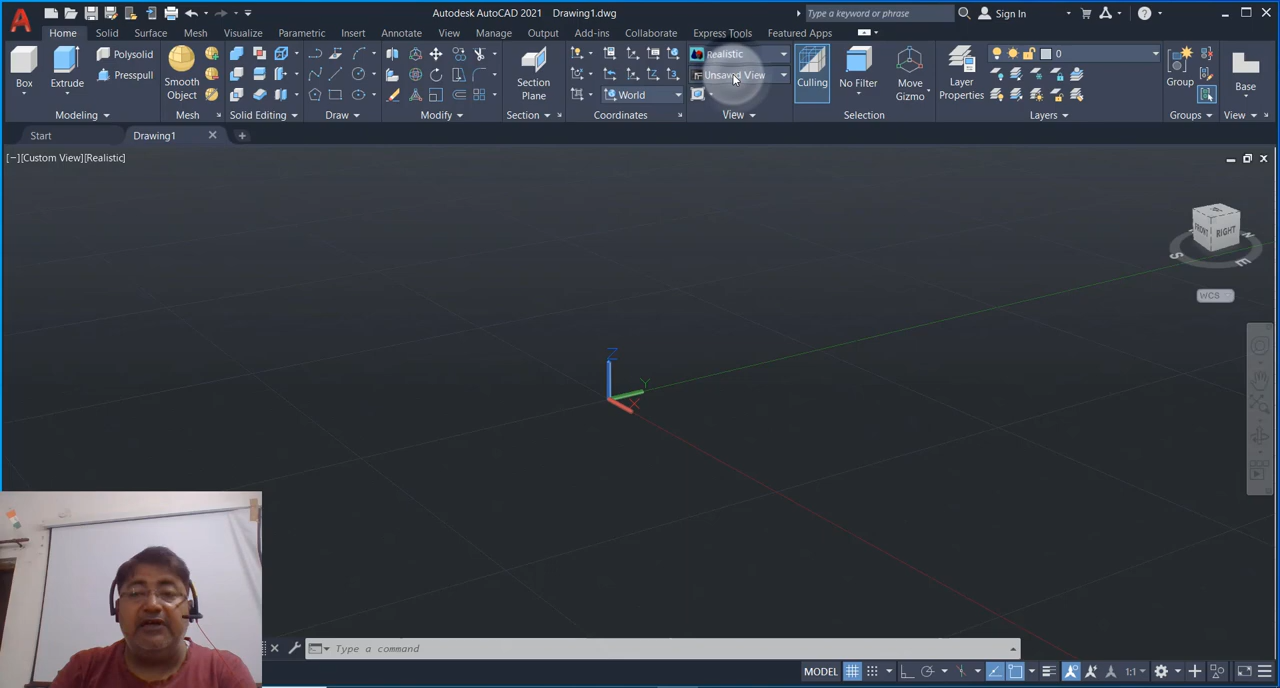 Autodesk AutoCAD 2021 Drawing1.dwg
Type a keyword or phrase
Sign In
Home Solid Surface Mesh Visualize Parametric Insert Annotate View Manage Output Add-ins Collaborate Express Tools Featured Apps
Box
Extrude
Polysolid
Presspull
Smooth
Object
Section
Plane
World
Realistic
Unsaved View
Culling
No Filter
Move
Gizmo
Layer
Properties
0
Group
Base
Modeling Mesh Solid Editing Draw Modify Section Coordinates View Selection Layers Groups View
Start Drawing1
[−][Custom View][Realistic]
FRONT RIGHT
S E N
WCS
Z
Y
X
Type a command
MODEL 1:1